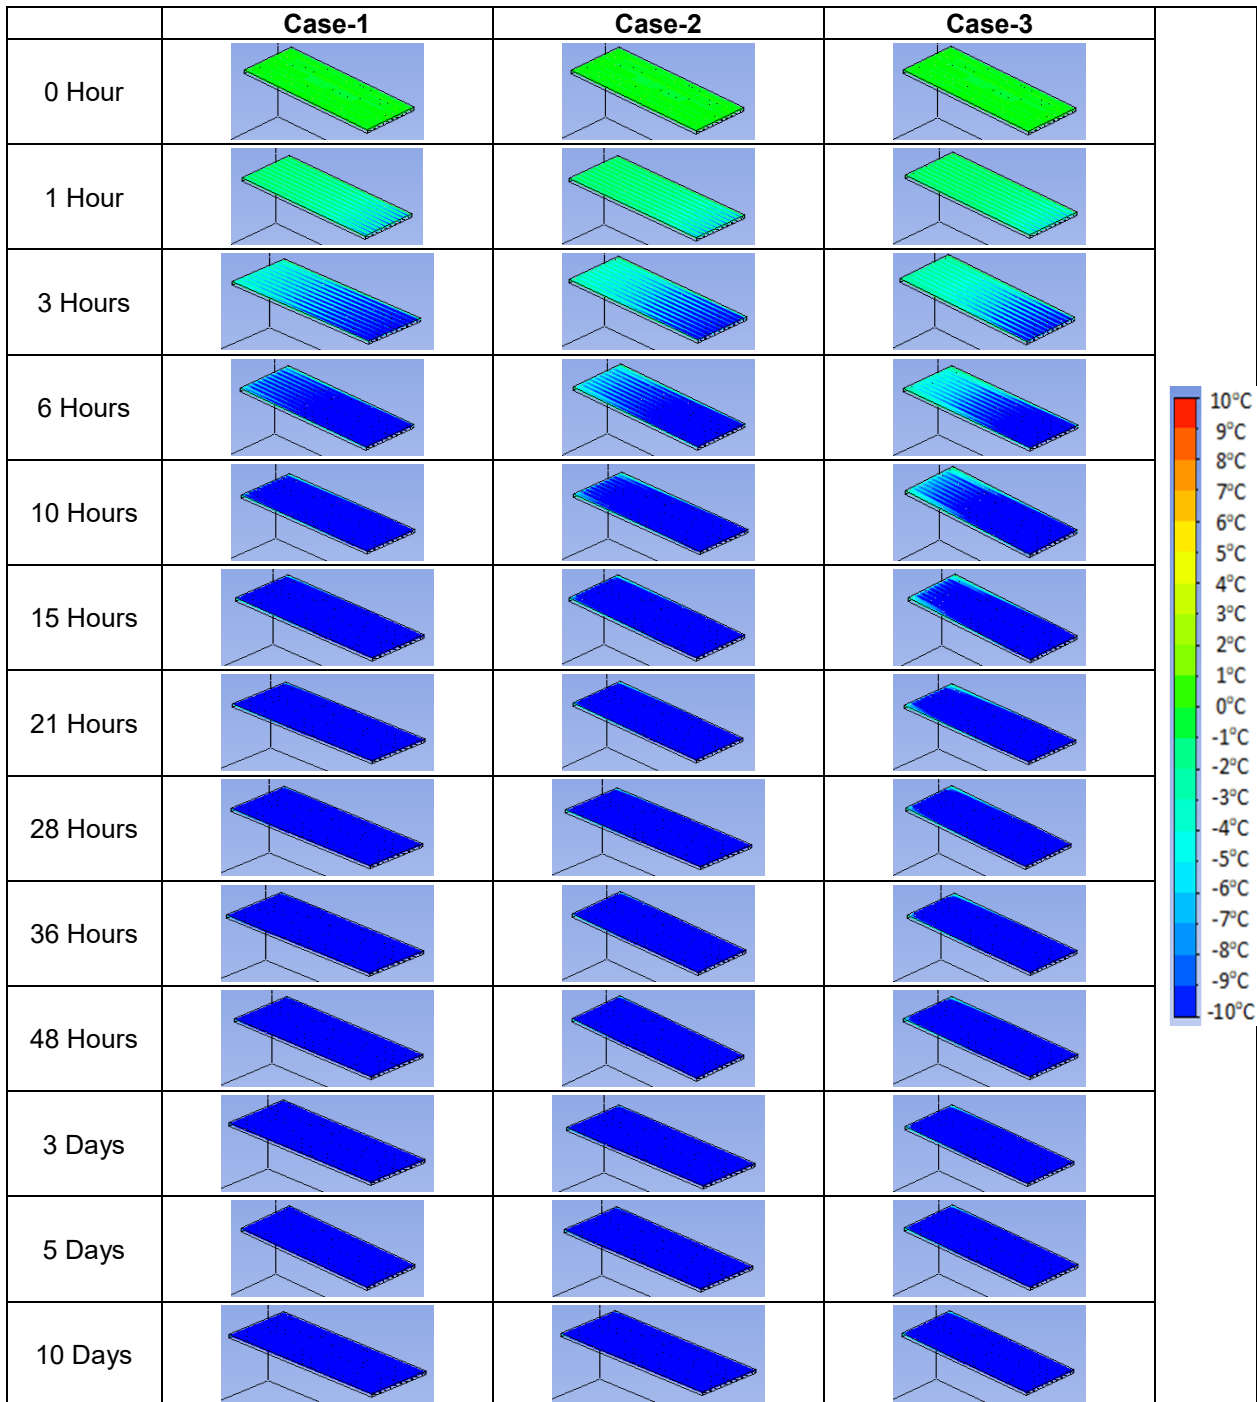 Case-1 Case-2 Case-3
0 Hour
1 Hour
3 Hours
6 Hours
10 Hours
15 Hours
21 Hours
28 Hours
36 Hours
48 Hours
3 Days
5 Days
10 Days
10°C
9°C
8°C
7°C
6°C
5°C
4°C
3°C
2°C
1°C
0°C
-1°C
-2°C
-3°C
-4°C
-5°C
-6°C
-7°C
-8°C
-9°C
-10°C